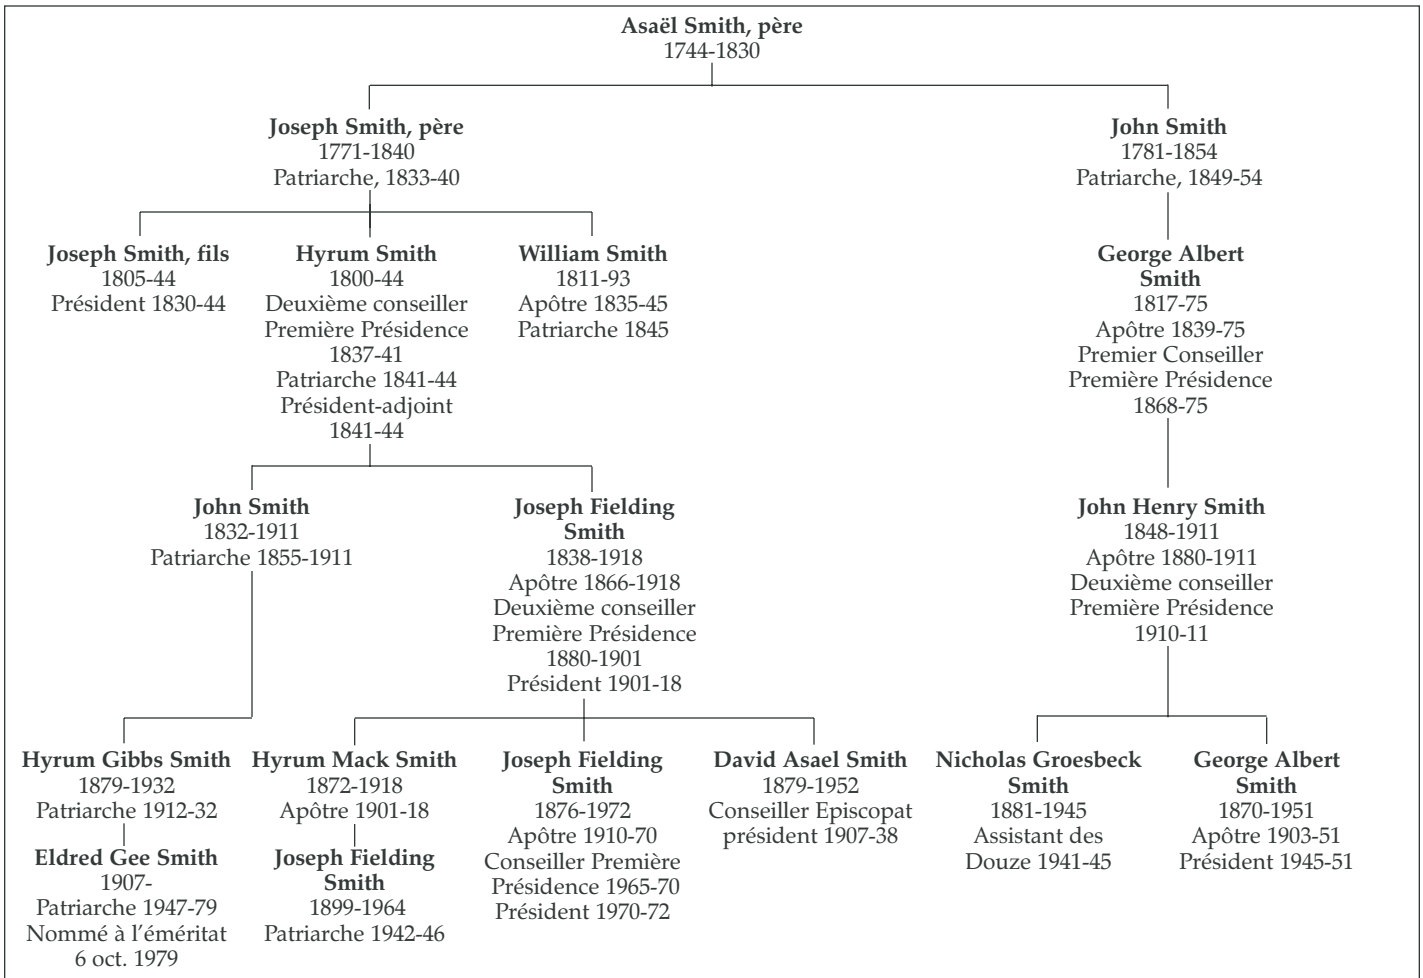 Asaël Smith, père
1744-1830
Joseph Smith, père
1771-1840
Patriarche, 1833-40
John Smith
1781-1854
Patriarche, 1849-54
Joseph Smith, fils
1805-44
Président 1830-44
Hyrum Smith
1800-44
Deuxième conseiller
Première Présidence
1837-41
Patriarche 1841-44
Président-adjoint
1841-44
William Smith
1811-93
Apôtre 1835-45
Patriarche 1845
George Albert
Smith
1817-75
Apôtre 1839-75
Premier Conseiller
Première Présidence
1868-75
John Smith
1832-1911
Patriarche 1855-1911
Joseph Fielding
Smith
1838-1918
Apôtre 1866-1918
Deuxième conseiller
Première Présidence
1880-1901
Président 1901-18
John Henry Smith
1848-1911
Apôtre 1880-1911
Deuxième conseiller
Première Présidence
1910-11
Hyrum Gibbs Smith
1879-1932
Patriarche 1912-32
Eldred Gee Smith
1907-
Patriarche 1947-79
Nommé à l'éméritat
6 oct. 1979
Hyrum Mack Smith
1872-1918
Apôtre 1901-18
Joseph Fielding
Smith
1899-1964
Patriarche 1942-46
Joseph Fielding
Smith
1876-1972
Apôtre 1910-70
Conseiller Première
Présidence 1965-70
Président 1970-72
David Asael Smith
1879-1952
Conseiller Episcopat
président 1907-38
Nicholas Groesbeck
Smith
1881-1945
Assistant des
Douze 1941-45
George Albert
Smith
1870-1951
Apôtre 1903-51
Président 1945-51